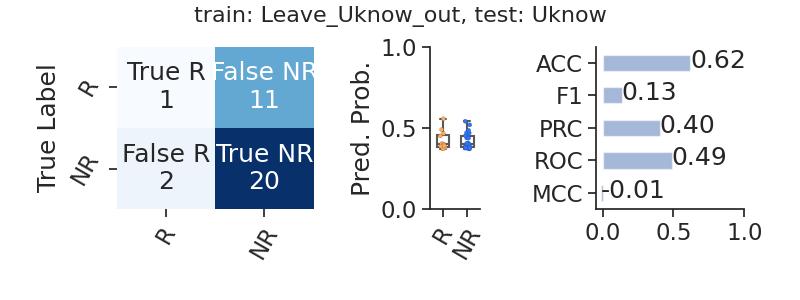 train: Leave_Uknow_out, test: Uknow
True Label
R
NR
True R
1
False NR
11
False R
2
True NR
20
R
NR
Pred. Prob.
1.0
0.5
0.0
R
NR
ACC
F1
PRC
ROC
MCC
0.62
0.13
0.40
0.49
-0.01
0.0
0.5
1.0